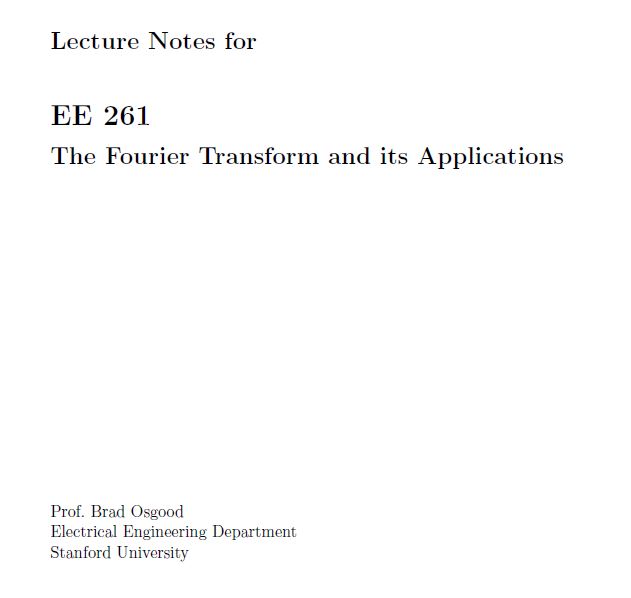 Lecture Notes for
EE 261
The Fourier Transform and its Applications
Prof. Brad Osgood
Electrical Engineering Department
Stanford University